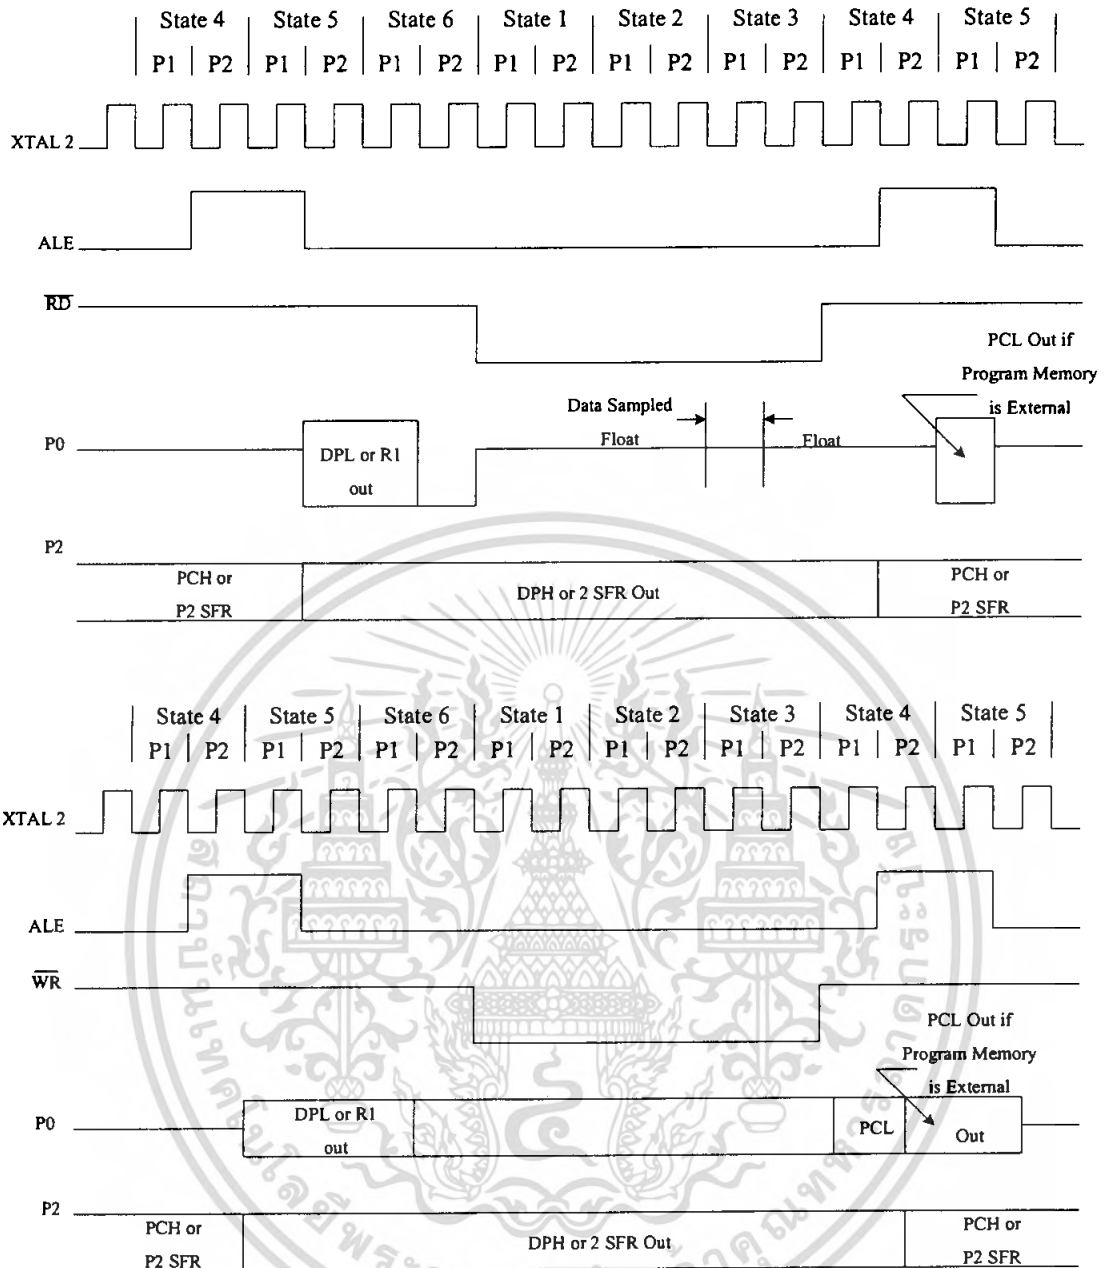 State 4 State 5 State 6 State 1 State 2 State 3 State 4 State 5
P1 P2 P1 P2 P1 P2 P1 P2 P1 P2 P1 P2 P1 P2 P1 P2
XTAL 2
ALE
RD
PCL Out if
Program Memory
is External
Data Sampled
P0
Float
Float
DPL or R1
out
P2
PCH or
P2 SFR
DPH or 2 SFR Out
PCH or
P2 SFR
State 4 State 5 State 6 State 1 State 2 State 3 State 4 State 5
P1 P2 P1 P2 P1 P2 P1 P2 P1 P2 P1 P2 P1 P2 P1 P2
XTAL 2
ALE
WR
PCL Out if
Program Memory
is External
P0
DPL or R1
out
PCL
Out
P2
PCH or
P2 SFR
DPH or 2 SFR Out
PCH or
P2 SFR